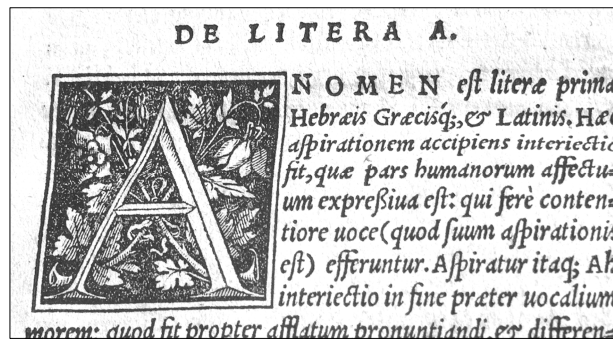 DE LITERA A.
A NOMEN eſt literæ prima
Hebræis Græcisq́;, & Latinis. Hæc
aſpirationem accipiens interiectio
fit, quæ pars humanorum affectu-
um expreßiua eſt: qui ferè conten-
tiore uoce (quod ſuum aſpirationis
eſt) efferuntur. Aſpiratur itaq; Ah
interiectio in fine præter uocalium
morem: quod fit propter afflatum pronuntiandi, & differen-